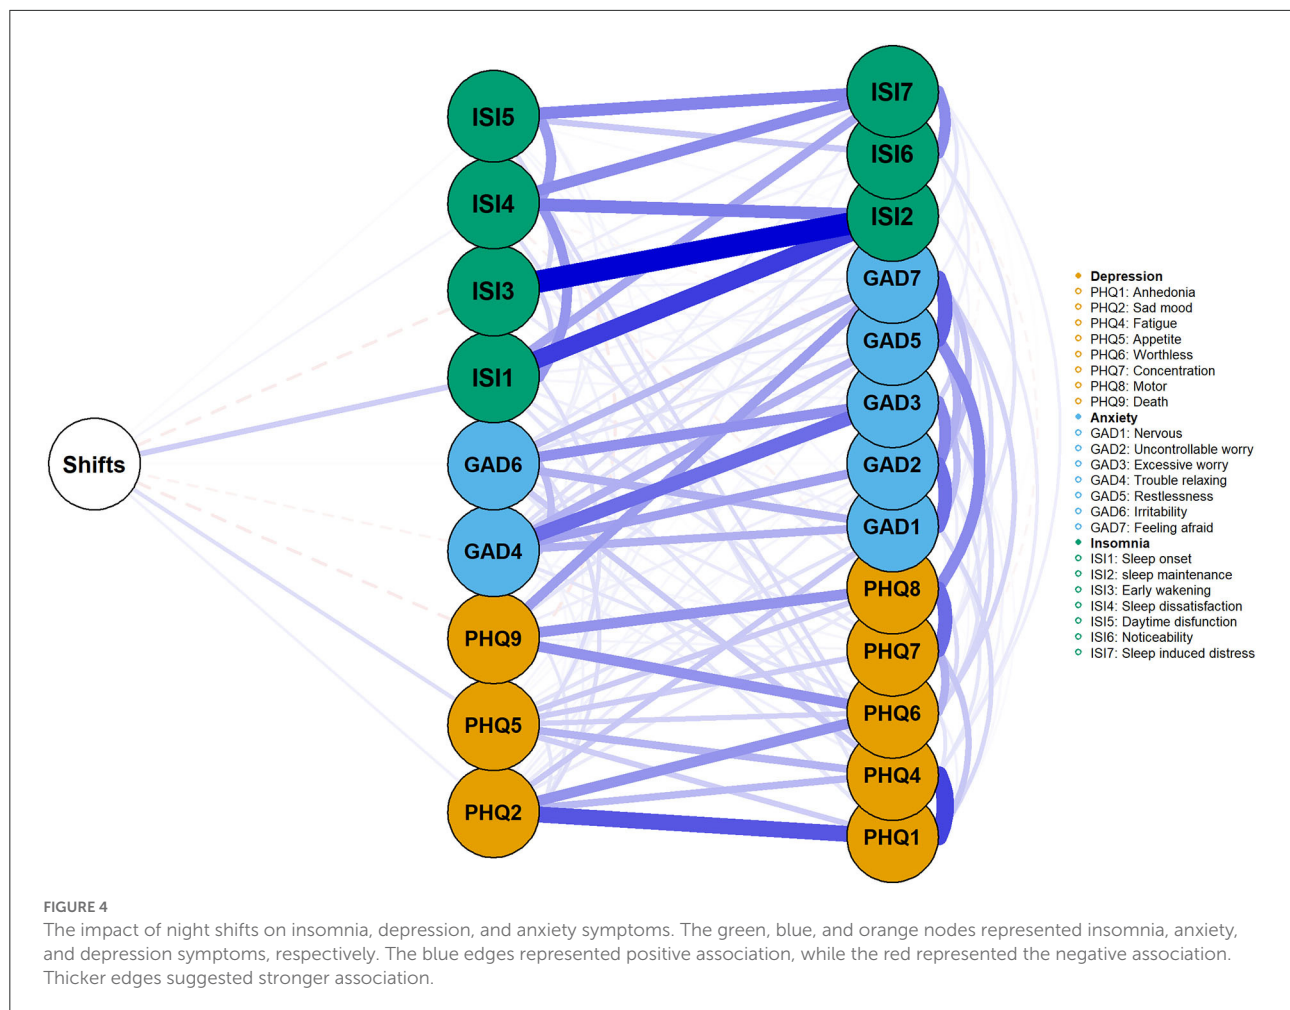 ISI5
ISI4
ISI3
ISI1
GAD6
GAD4
PHQ9
PHQ5
PHQ2
Shifts
ISI7
ISI6
ISI2
GAD7
GAD5
GAD3
GAD2
GAD1
PHQ8
PHQ7
PHQ6
PHQ4
PHQ1
Depression
PHQ1: Anhedonia
PHQ2: Sad mood
PHQ4: Fatigue
PHQ5: Appetite
PHQ6: Worthless
PHQ7: Concentration
PHQ8: Motor
PHQ9: Death
Anxiety
GAD1: Nervous
GAD2: Uncontrollable worry
GAD3: Excessive worry
GAD4: Trouble relaxing
GAD5: Restlessness
GAD6: Irritability
GAD7: Feeling afraid
Insomnia
ISI1: Sleep onset
ISI2: sleep maintenance
ISI3: Early wakening
ISI4: Sleep dissatisfaction
ISI5: Daytime disfunction
ISI6: Noticeability
ISI7: Sleep induced distress
FIGURE 4
The impact of night shifts on insomnia, depression, and anxiety symptoms. The green, blue, and orange nodes represented insomnia, anxiety,
and depression symptoms, respectively. The blue edges represented positive association, while the red represented the negative association.
Thicker edges suggested stronger association.